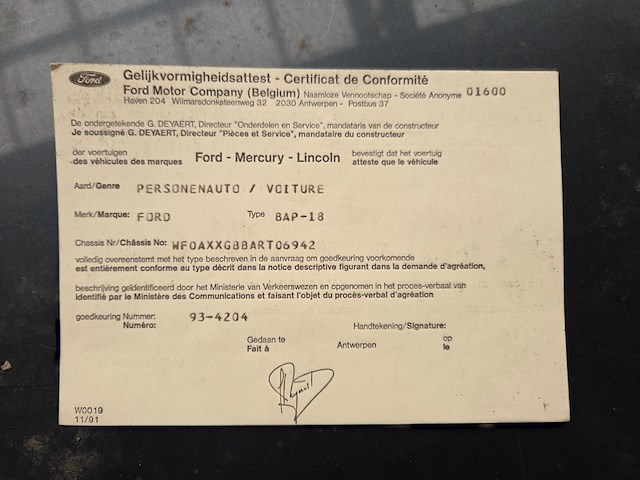 Ford
Gelijkvormigheidsattest - Certificat de Conformité
Ford Motor Company (Belgium) Naamloze Vennootschap - Société Anonyme 01600
Haven 204 Wilmarsdonksteenweg 32 2030 Antwerpen - Postbus 37
De ondergetekende G. DEYAERT, Directeur "Onderdelen en Service", mandataris van de constructeur
Je soussigné G. DEYAERT, Directeur "Pièces et Service", mandataire du constructeur
der voertuigen
des véhicules des marques
Ford - Mercury - Lincoln
bevestigt dat het voertuig
atteste que le véhicule
Aard/Genre PERSONENAUTO / VOITURE
Merk/Marque: FORD Type BAP-18
Chassis Nr/Châssis No: WFOAXXGBBART06942
volledig overeenstemt met het type beschreven in de aanvraag om goedkeuring voorkomende
est entièrement conforme au type décrit dans la notice descriptive figurant dans la demande d'agréation,
beschrijving geïdentificeerd door het Ministerie van Verkeerswezen en opgenomen in het proces-verbaal van
identifié par le Ministère des Communications et faisant l'objet du procès-verbal d'agréation
goedkeuring Nummer: 93-4204
Numéro:
Handtekening/Signature:
Gedaan te
Fait à
Antwerpen
op
le
W0019
11/91